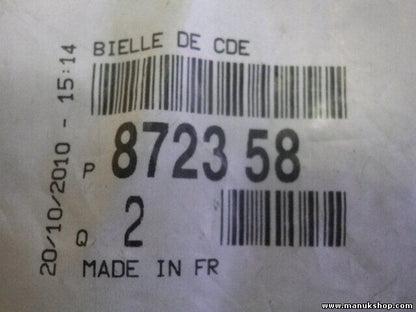 BIELLE DE CDE
P 8723 58
Q 2
MADE IN FR
20/10/2010 - 15:14
www.manukshop.com